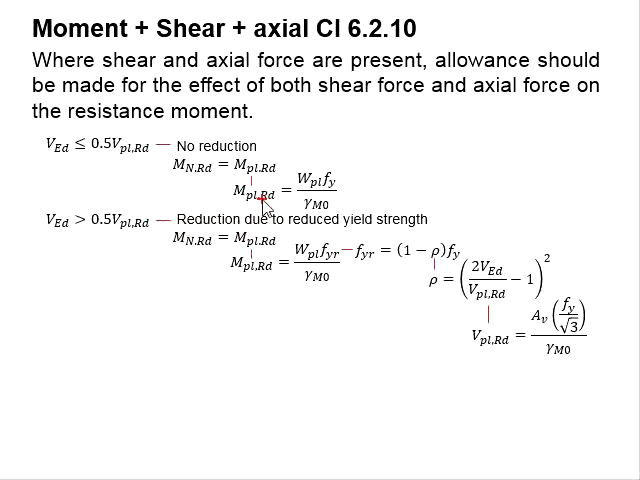 Moment + Shear + axial Cl 6.2.10
Where shear and axial force are present, allowance should
be made for the effect of both shear force and axial force on
the resistance moment.
V_Ed ≤ 0.5V_pl,Rd — No reduction
M_N.Rd = M_pl.Rd
M_pl,Rd = W_pl f_y / γ_M0
V_Ed > 0.5V_pl,Rd — Reduction due to reduced yield strength
M_N.Rd = M_pl.Rd
M_pl,Rd = W_pl f_yr / γ_M0 — f_yr = (1 − ρ)f_y
ρ = (2V_Ed / V_pl,Rd − 1)^2
V_pl,Rd = A_v (f_y / √3) / γ_M0